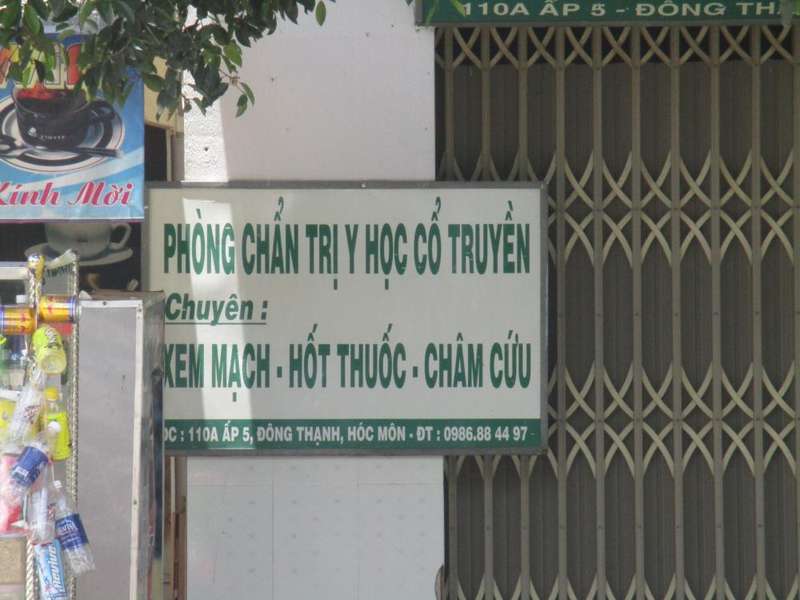 110A ẤP 5 - ĐÔNG
Kính Mời
PHÒNG CHẨN TRỊ Y HỌC CỔ TRUYỀN
Chuyên :
XEM MẠCH - HỐT THUỐC - CHÂM CỨU
ĐC : 110A ẤP 5, ĐÔNG THẠNH, HÓC MÔN - ĐT : 0986.88 44 97